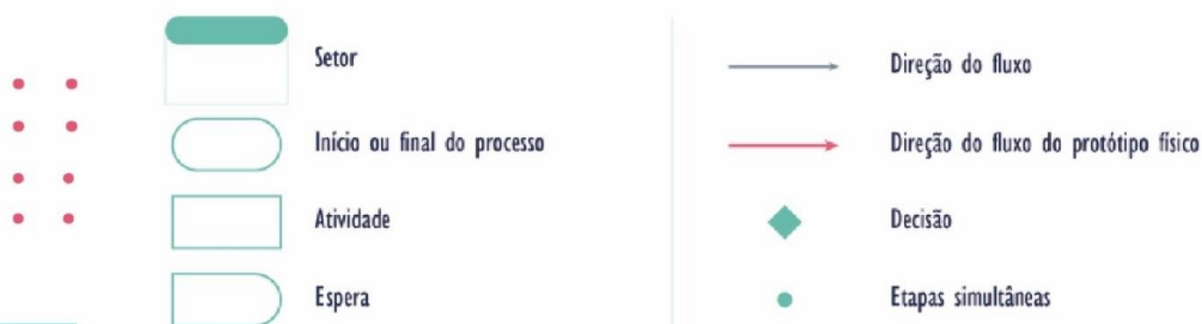 Setor
Início ou final do processo
Atividade
Espera
Direção do fluxo
Direção do fluxo do protótipo físico
Decisão
Etapas simultâneas